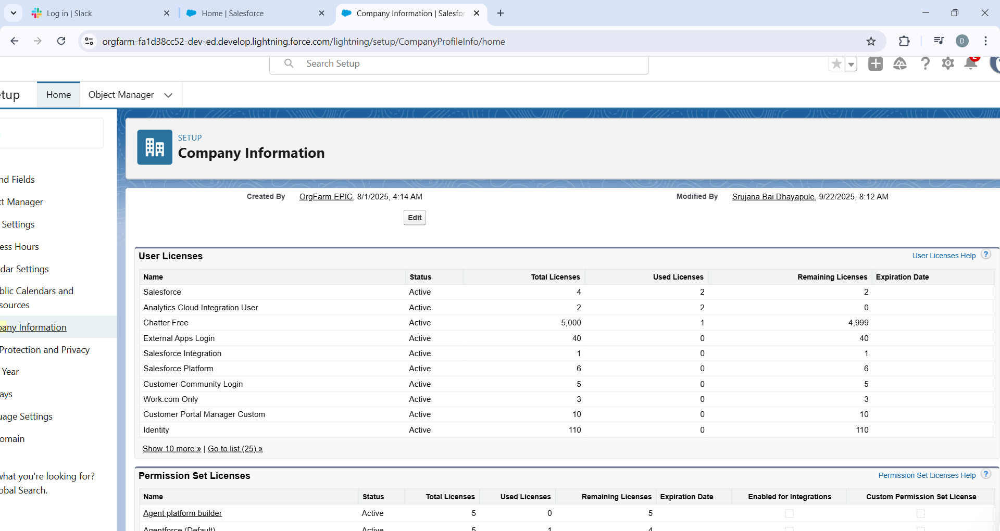 Log in | Slack
Home | Salesforce
Company Information | Salesfor
orgfarm-fa1d38cc52-dev-ed.develop.lightning.force.com/lightning/setup/CompanyProfileInfo/home
D
Search Setup
etup
Home
Object Manager
SETUP
Company Information
nd Fields
ct Manager
Settings
ess Hours
dar Settings
blic Calendars and
sources
pany Information
Protection and Privacy
Year
ays
uage Settings
omain
what you're looking for?
obal Search.
Created By OrgFarm EPIC, 8/1/2025, 4:14 AM Modified By Srujana Bai Dhayapule, 9/22/2025, 8:12 AM
Edit
User Licenses User Licenses Help ?
Name Status Total Licenses Used Licenses Remaining Licenses Expiration Date
Salesforce Active 4 2 2
Analytics Cloud Integration User Active 2 2 0
Chatter Free Active 5,000 1 4,999
External Apps Login Active 40 0 40
Salesforce Integration Active 1 0 1
Salesforce Platform Active 6 0 6
Customer Community Login Active 5 0 5
Work.com Only Active 3 0 3
Customer Portal Manager Custom Active 10 0 10
Identity Active 110 0 110
Show 10 more » | Go to list (25) »
Permission Set Licenses Permission Set Licenses Help ?
Name Status Total Licenses Used Licenses Remaining Licenses Expiration Date Enabled for Integrations Custom Permission Set License
Agent platform builder Active 5 0 5
Agentforce (Default) Active 5 1 4